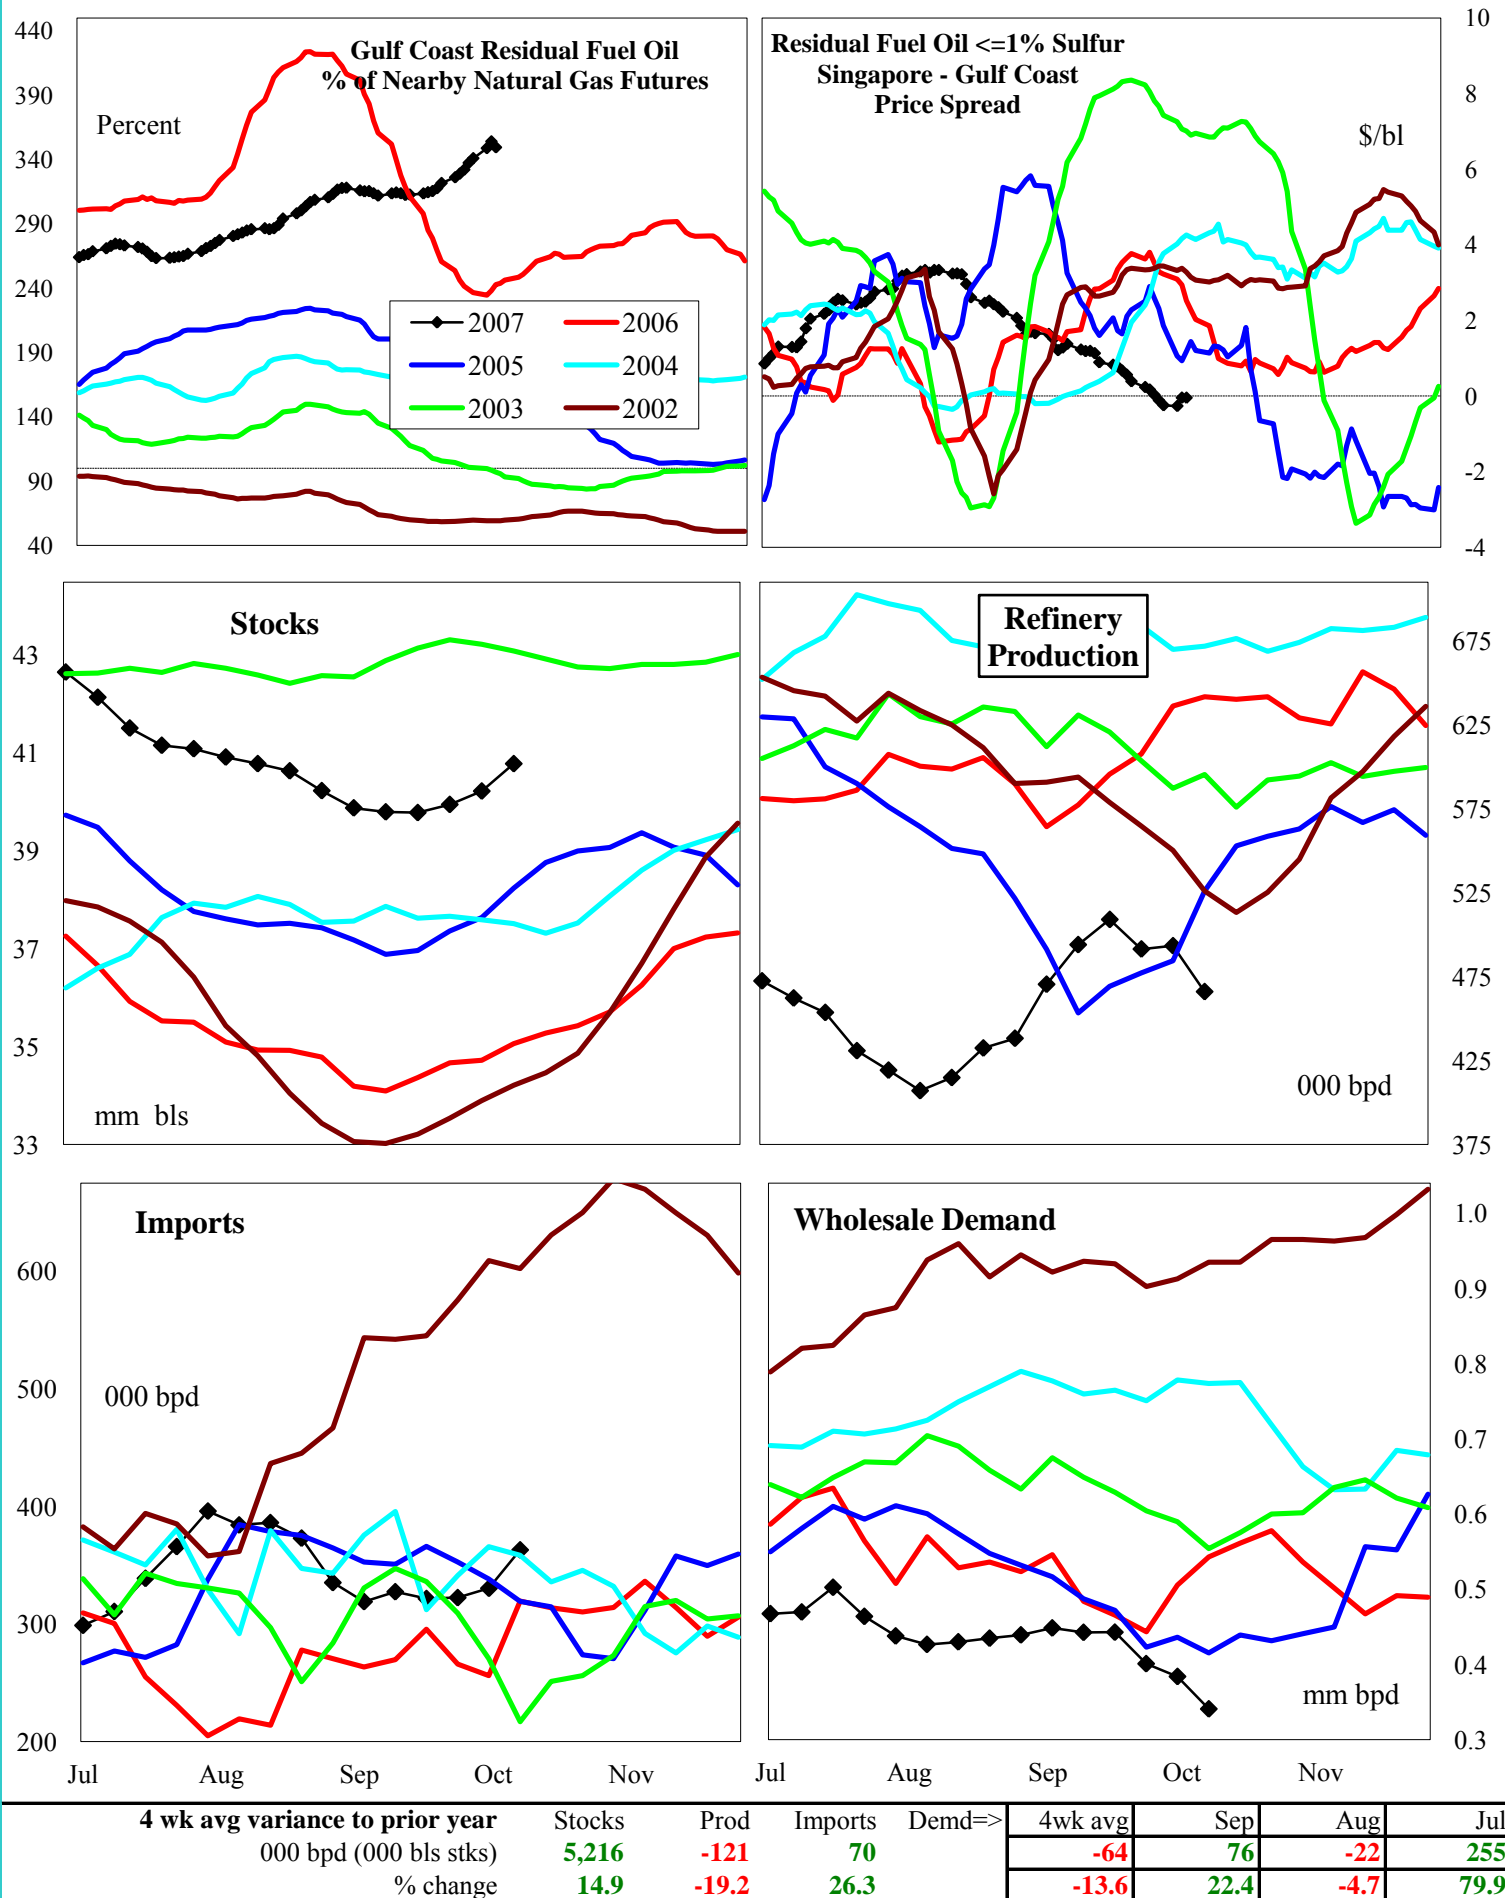 Gulf Coast Residual Fuel Oil
% of Nearby Natural Gas Futures
Percent
440
390
340
290
240
190
140
90
40
2007
2006
2005
2004
2003
2002
Residual Fuel Oil <=1% Sulfur
Singapore - Gulf Coast
Price Spread
$/bl
10
8
6
4
2
0
-2
-4
Stocks
43
41
39
37
35
33
mm bls
Refinery
Production
675
625
575
525
475
425
375
000 bpd
Imports
600
500
400
300
200
000 bpd
Jul Aug Sep Oct Nov
Wholesale Demand
1.0
0.9
0.8
0.7
0.6
0.5
0.4
0.3
mm bpd
Jul Aug Sep Oct Nov
4 wk avg variance to prior year Stocks Prod Imports Demd=> 4wk avg Sep Aug Jul
000 bpd (000 bls stks) 5,216 -121 70 -64 76 -22 255
% change 14.9 -19.2 26.3 -13.6 22.4 -4.7 79.9